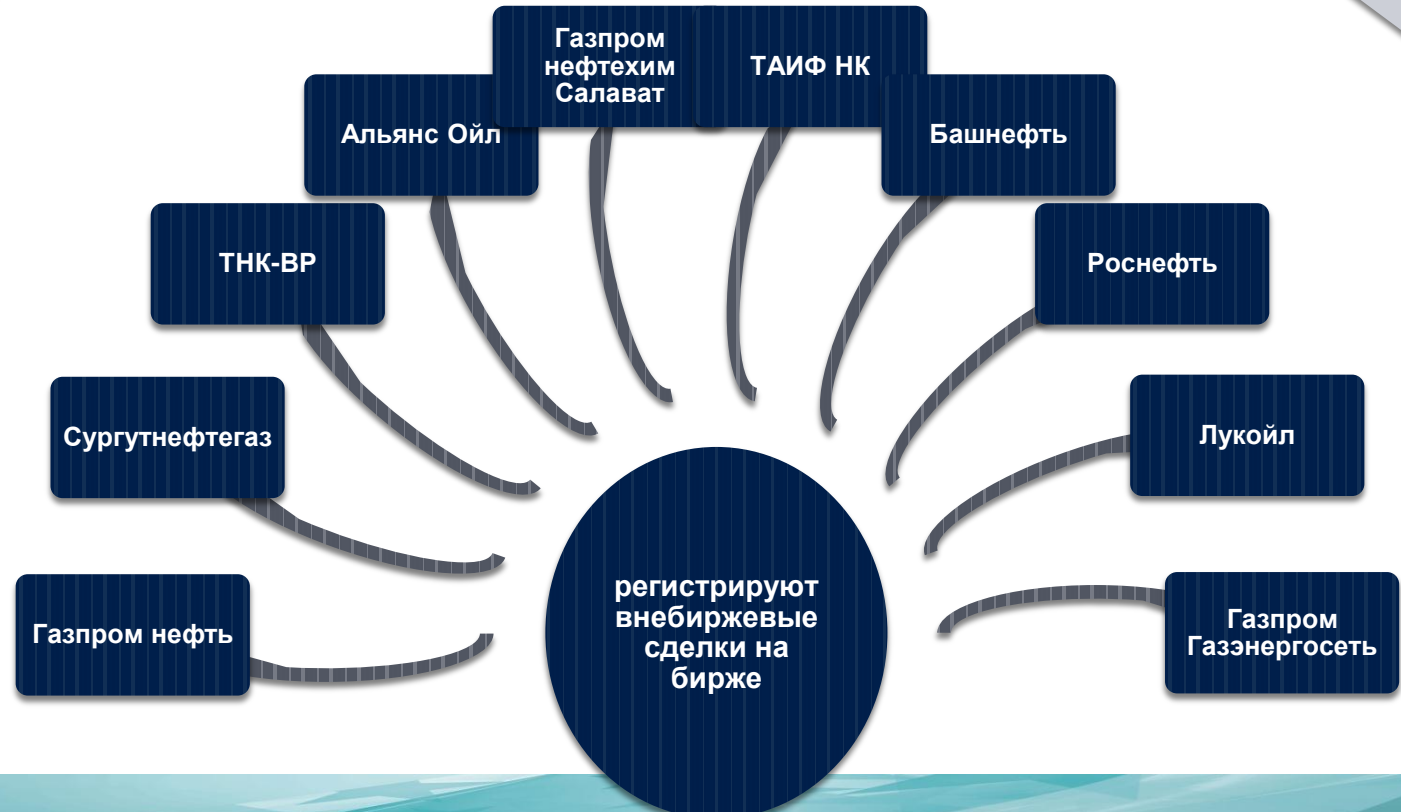 Газпром
нефтехим
Салават
ТАИФ НК
Альянс Ойл
Башнефть
ТНК-ВР
Роснефть
Сургутнефтегаз
Лукойл
Газпром нефть
Газпром
Газэнергосеть
регистрируют
внебиржевые
сделки на
бирже